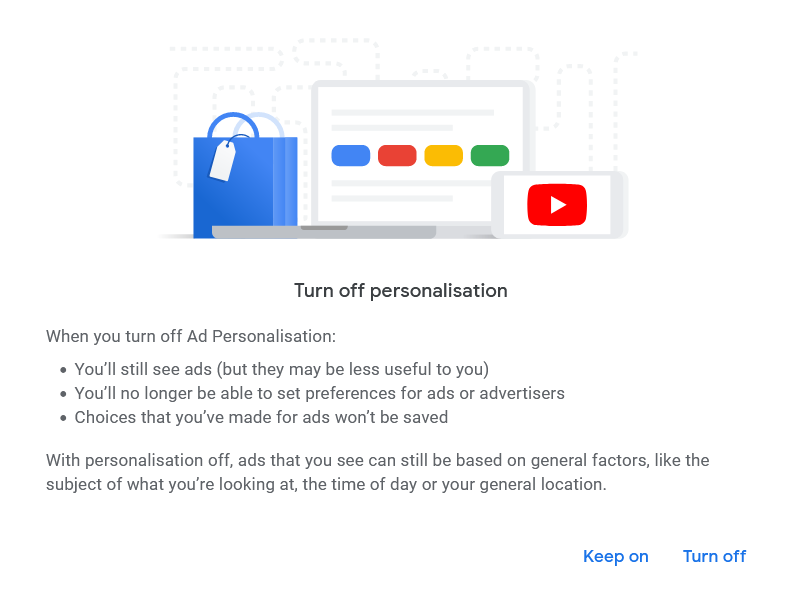 Turn off personalisation
When you turn off Ad Personalisation:
• You’ll still see ads (but they may be less useful to you)
• You’ll no longer be able to set preferences for ads or advertisers
• Choices that you’ve made for ads won’t be saved
With personalisation off, ads that you see can still be based on general factors, like the
subject of what you’re looking at, the time of day or your general location.
Keep on Turn off